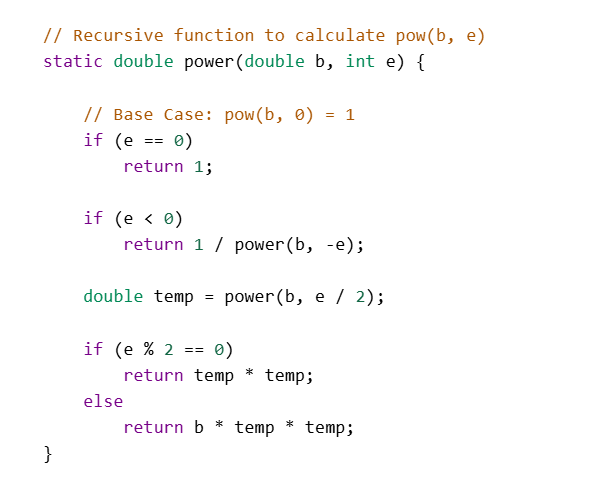 // Recursive function to calculate pow(b, e)
static double power(double b, int e) {
// Base Case: pow(b, 0) = 1
if (e == 0)
return 1;
if (e < 0)
return 1 / power(b, -e);
double temp = power(b, e / 2);
if (e % 2 == 0)
return temp * temp;
else
return b * temp * temp;
}